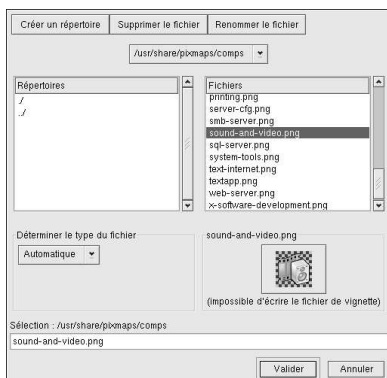 Créer un répertoire Supprimer le fichier Renommer le fichier
/usr/share/pixmaps/comps
Répertoires
./
../
Fichiers
printing.png
server-cfg.png
smb-server.png
sound-and-video.png
sql-server.png
system-tools.png
text-internet.png
textapp.png
web-server.png
x-software-development.png
Déterminer le type du fichier
Automatique
sound-and-video.png
(impossible d'écrire le fichier de vignette)
Sélection : /usr/share/pixmaps/comps
sound-and-video.png
Valider Annuler